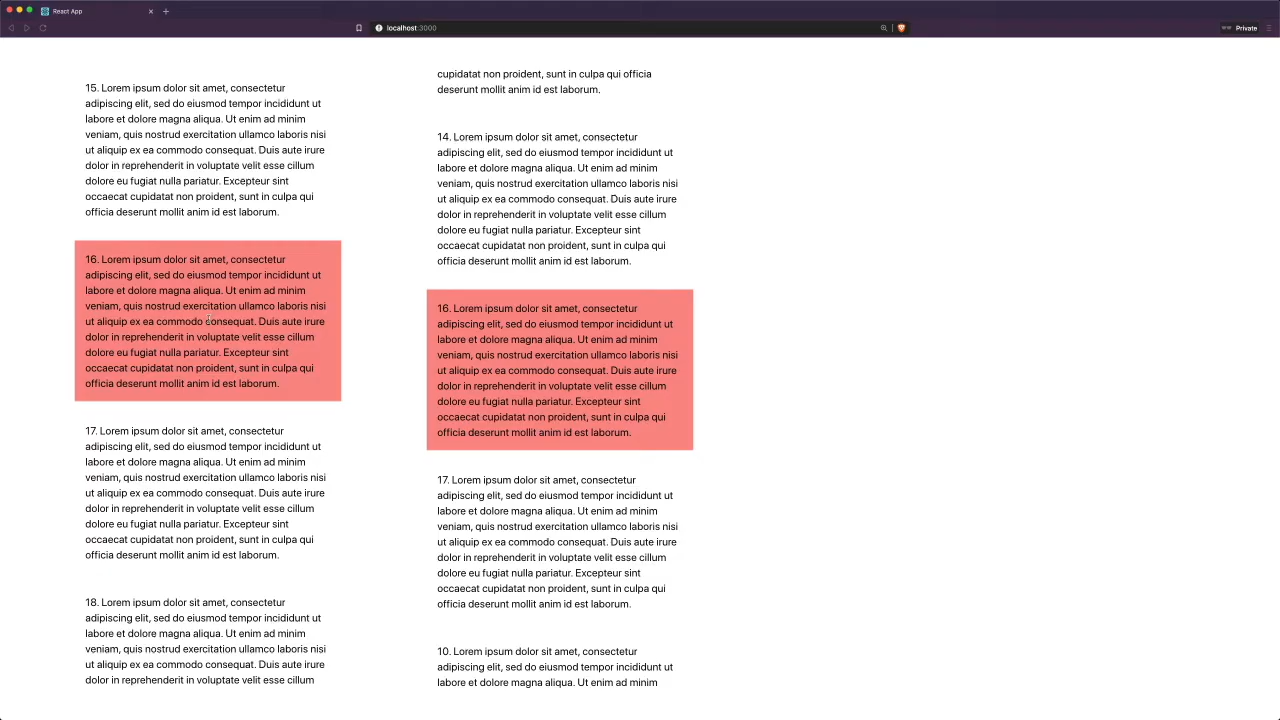 React App
localhost:3000
Private
15. Lorem ipsum dolor sit amet, consectetur
adipiscing elit, sed do eiusmod tempor incididunt ut
labore et dolore magna aliqua. Ut enim ad minim
veniam, quis nostrud exercitation ullamco laboris nisi
ut aliquip ex ea commodo consequat. Duis aute irure
dolor in reprehenderit in voluptate velit esse cillum
dolore eu fugiat nulla pariatur. Excepteur sint
occaecat cupidatat non proident, sunt in culpa qui
officia deserunt mollit anim id est laborum.
16. Lorem ipsum dolor sit amet, consectetur
adipiscing elit, sed do eiusmod tempor incididunt ut
labore et dolore magna aliqua. Ut enim ad minim
veniam, quis nostrud exercitation ullamco laboris nisi
ut aliquip ex ea commodo consequat. Duis aute irure
dolor in reprehenderit in voluptate velit esse cillum
dolore eu fugiat nulla pariatur. Excepteur sint
occaecat cupidatat non proident, sunt in culpa qui
officia deserunt mollit anim id est laborum.
17. Lorem ipsum dolor sit amet, consectetur
adipiscing elit, sed do eiusmod tempor incididunt ut
labore et dolore magna aliqua. Ut enim ad minim
veniam, quis nostrud exercitation ullamco laboris nisi
ut aliquip ex ea commodo consequat. Duis aute irure
dolor in reprehenderit in voluptate velit esse cillum
dolore eu fugiat nulla pariatur. Excepteur sint
occaecat cupidatat non proident, sunt in culpa qui
officia deserunt mollit anim id est laborum.
18. Lorem ipsum dolor sit amet, consectetur
adipiscing elit, sed do eiusmod tempor incididunt ut
labore et dolore magna aliqua. Ut enim ad minim
veniam, quis nostrud exercitation ullamco laboris nisi
ut aliquip ex ea commodo consequat. Duis aute irure
dolor in reprehenderit in voluptate velit esse cillum
cupidatat non proident, sunt in culpa qui officia
deserunt mollit anim id est laborum.
14. Lorem ipsum dolor sit amet, consectetur
adipiscing elit, sed do eiusmod tempor incididunt ut
labore et dolore magna aliqua. Ut enim ad minim
veniam, quis nostrud exercitation ullamco laboris nisi
ut aliquip ex ea commodo consequat. Duis aute irure
dolor in reprehenderit in voluptate velit esse cillum
dolore eu fugiat nulla pariatur. Excepteur sint
occaecat cupidatat non proident, sunt in culpa qui
officia deserunt mollit anim id est laborum.
16. Lorem ipsum dolor sit amet, consectetur
adipiscing elit, sed do eiusmod tempor incididunt ut
labore et dolore magna aliqua. Ut enim ad minim
veniam, quis nostrud exercitation ullamco laboris nisi
ut aliquip ex ea commodo consequat. Duis aute irure
dolor in reprehenderit in voluptate velit esse cillum
dolore eu fugiat nulla pariatur. Excepteur sint
occaecat cupidatat non proident, sunt in culpa qui
officia deserunt mollit anim id est laborum.
17. Lorem ipsum dolor sit amet, consectetur
adipiscing elit, sed do eiusmod tempor incididunt ut
labore et dolore magna aliqua. Ut enim ad minim
veniam, quis nostrud exercitation ullamco laboris nisi
ut aliquip ex ea commodo consequat. Duis aute irure
dolor in reprehenderit in voluptate velit esse cillum
dolore eu fugiat nulla pariatur. Excepteur sint
occaecat cupidatat non proident, sunt in culpa qui
officia deserunt mollit anim id est laborum.
10. Lorem ipsum dolor sit amet, consectetur
adipiscing elit, sed do eiusmod tempor incididunt ut
labore et dolore magna aliqua. Ut enim ad minim